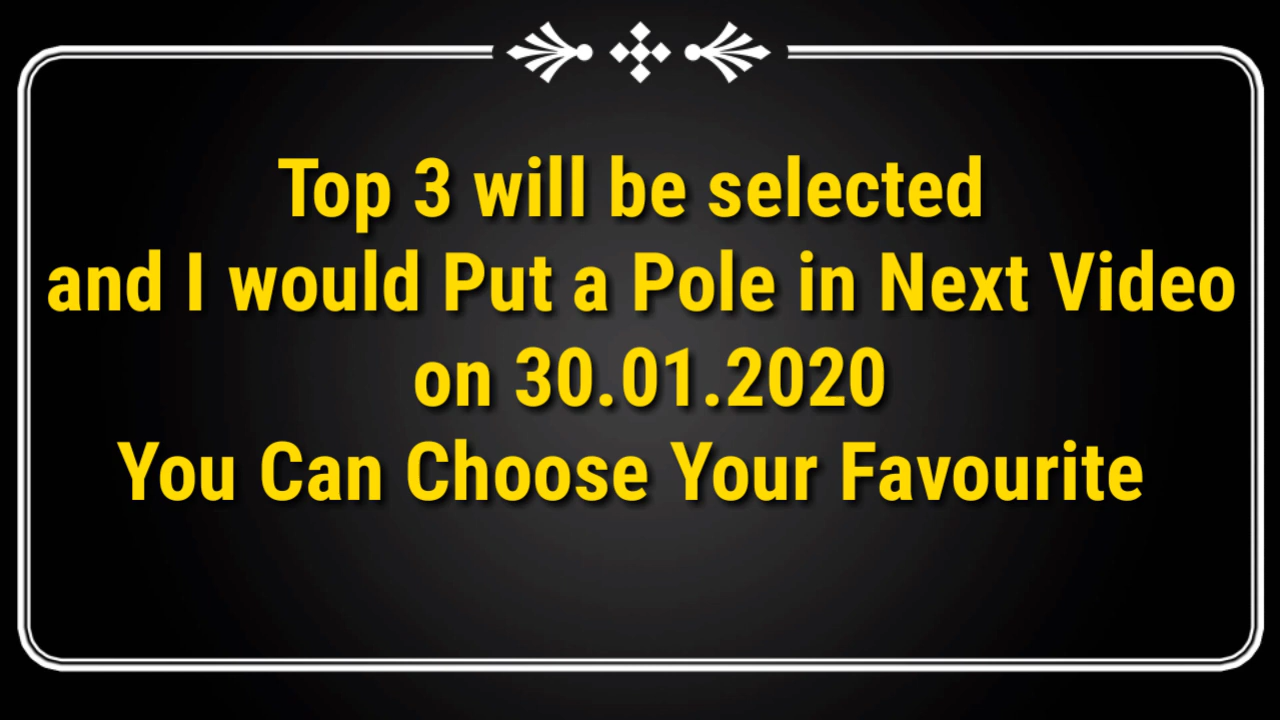 Top 3 will be selected
and I would Put a Pole in Next Video
on 30.01.2020
You Can Choose Your Favourite